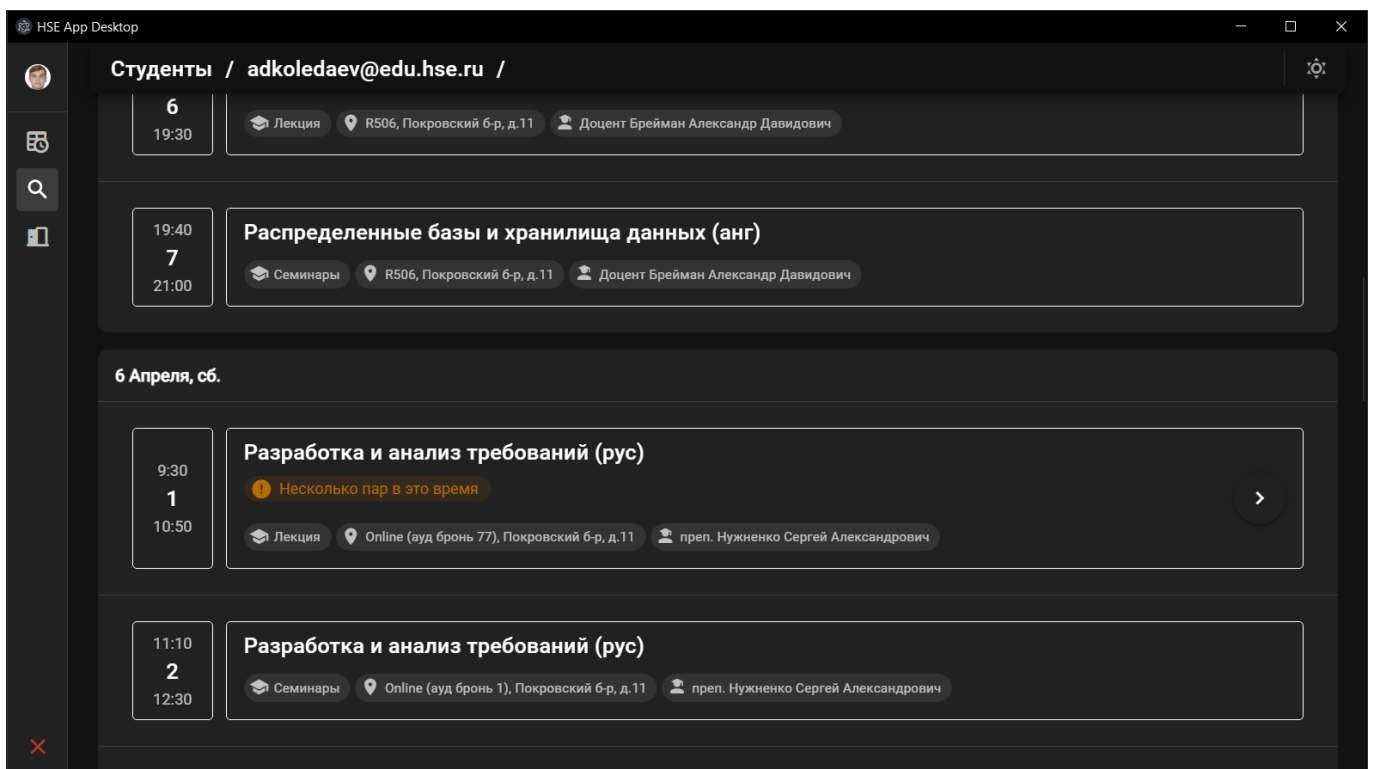 HSE App Desktop
Студенты / adkoledaev@edu.hse.ru /
6
19:30
Лекция R506, Покровский б-р, д.11 Доцент Брейман Александр Давидович
19:40
7
21:00
Распределенные базы и хранилища данных (анг)
Семинары R506, Покровский б-р, д.11 Доцент Брейман Александр Давидович
6 Апреля, сб.
9:30
1
10:50
Разработка и анализ требований (рус)
Несколько пар в это время
Лекция Online (ауд бронь 77), Покровский б-р, д.11 преп. Нужненко Сергей Александрович
11:10
2
12:30
Разработка и анализ требований (рус)
Семинары Online (ауд бронь 1), Покровский б-р, д.11 преп. Нужненко Сергей Александрович